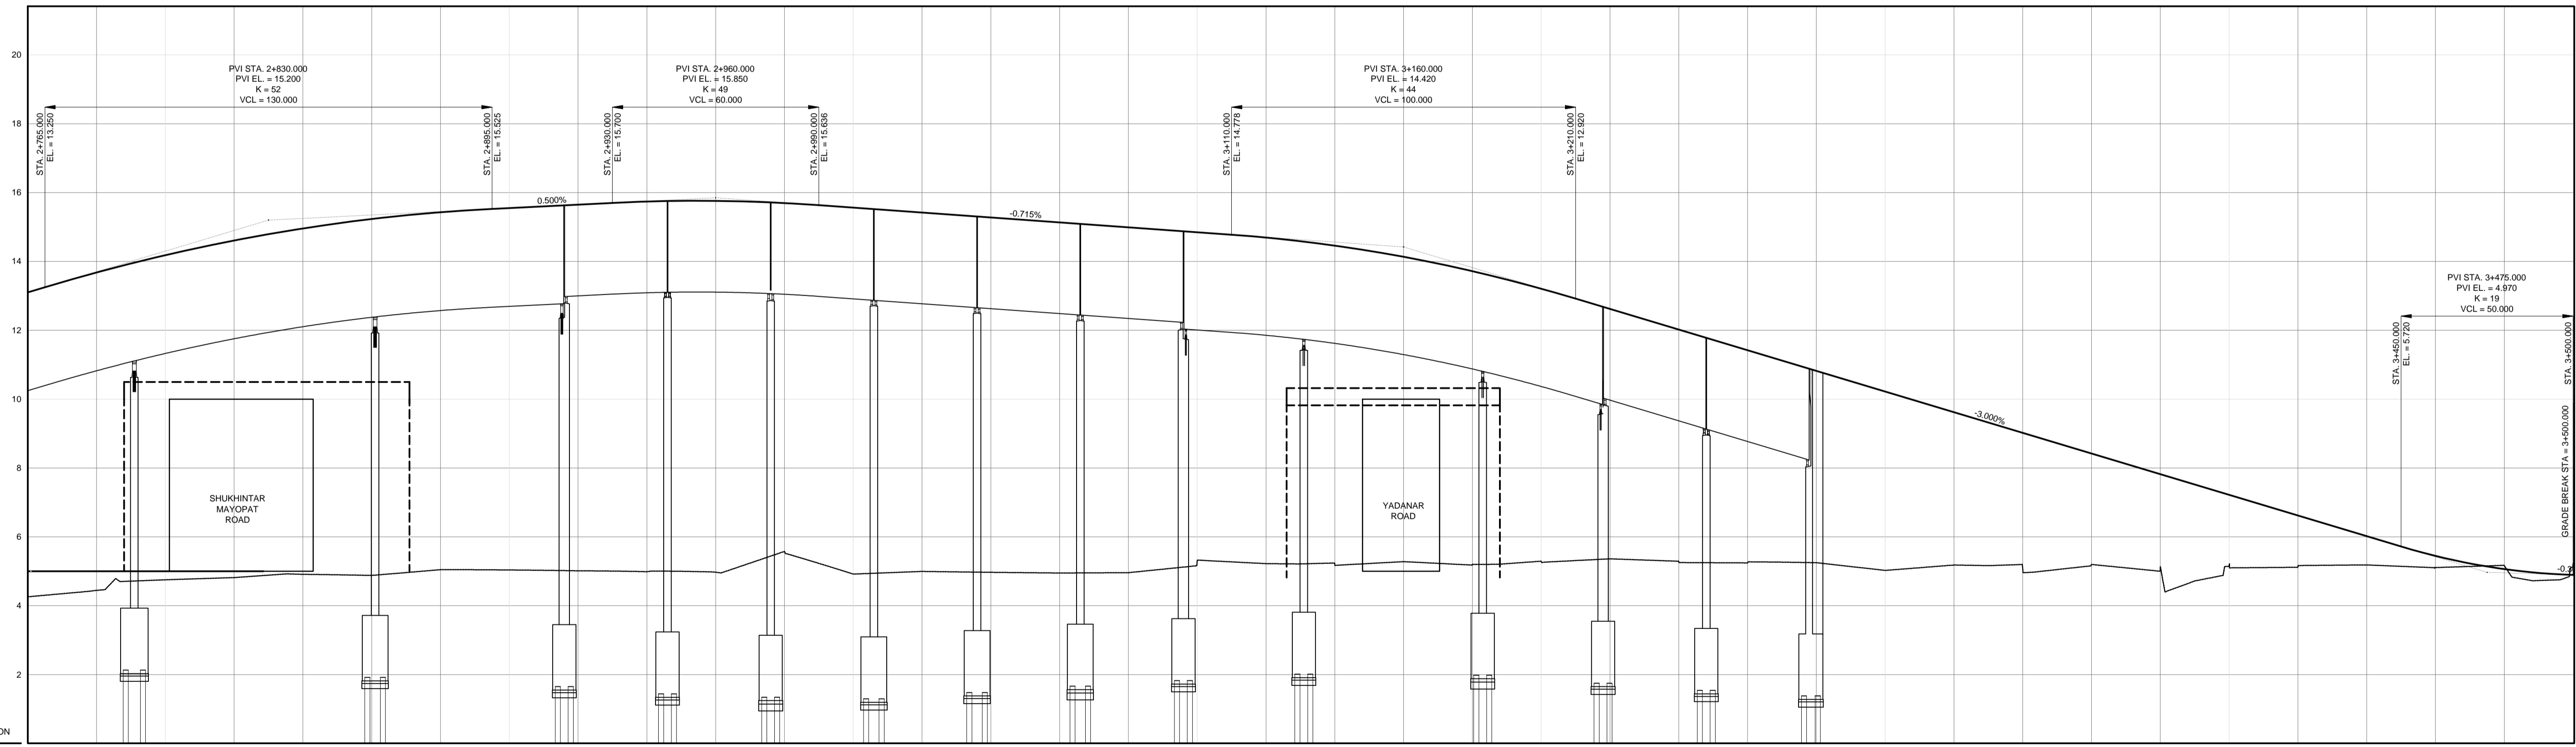 20
18
16
14
12
10
8
6
4
2
ON
PVI STA. 2+830.000
PVI EL. = 15.200
K = 52
VCL = 130.000
STA. 2+765.000
EL. = 13.250
STA. 2+895.000
EL. = 15.525
PVI STA. 2+960.000
PVI EL. = 15.850
K = 49
VCL = 60.000
STA. 2+930.000
EL. = 15.700
STA. 2+990.000
EL. = 15.636
PVI STA. 3+160.000
PVI EL. = 14.420
K = 44
VCL = 100.000
STA. 3+110.000
EL. = 14.778
STA. 3+210.000
EL. = 12.920
PVI STA. 3+475.000
PVI EL. = 4.970
K = 19
VCL = 50.000
STA. 3+450.000
EL. = 5.720
STA. 3+500.000
GRADE BREAK STA = 3+500.000
0.500%
-0.715%
-3.000%
SHUKHINTAR
MAYOPAT
ROAD
YADANAR
ROAD